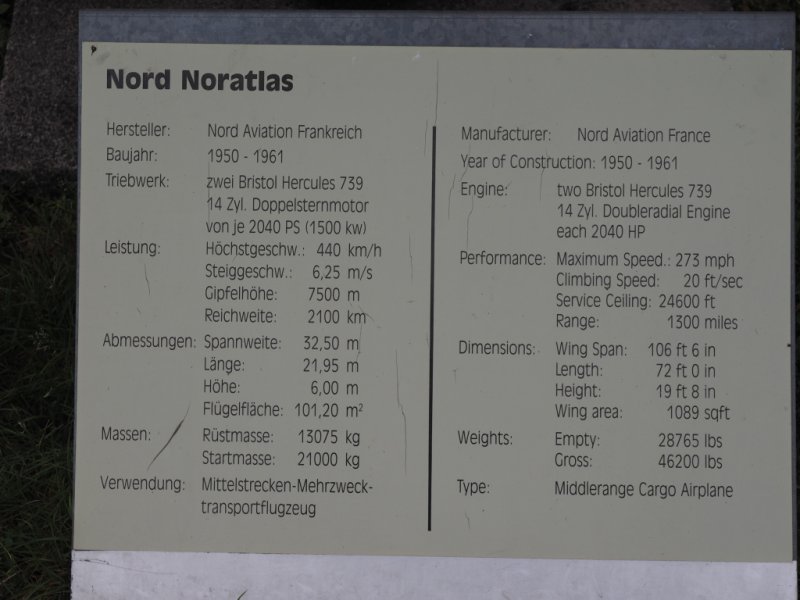 Nord Noratlas
Hersteller: Nord Aviation Frankreich
Baujahr: 1950 - 1961
Triebwerk: zwei Bristol Hercules 739
14 Zyl. Doppelsternmotor
von je 2040 PS (1500 kw)
Leistung: Höchstgeschw.: 440 km/h
Steiggeschw.: 6,25 m/s
Gipfelhöhe: 7500 m
Reichweite: 2100 km
Abmessungen: Spannweite: 32,50 m
Länge: 21,95 m
Höhe: 6,00 m
Flügelfläche: 101,20 m²
Massen: Rüstmasse: 13075 kg
Startmasse: 21000 kg
Verwendung: Mittelstrecken-Mehrzweck-
transportflugzeug
Manufacturer: Nord Aviation France
Year of Construction: 1950 - 1961
Engine: two Bristol Hercules 739
14 Zyl. Doubleradial Engine
each 2040 HP
Performance: Maximum Speed.: 273 mph
Climbing Speed: 20 ft/sec
Service Ceiling: 24600 ft
Range: 1300 miles
Dimensions: Wing Span: 106 ft 6 in
Length: 72 ft 0 in
Height: 19 ft 8 in
Wing area: 1089 sqft
Weights: Empty: 28765 lbs
Gross: 46200 lbs
Type: Middlerange Cargo Airplane